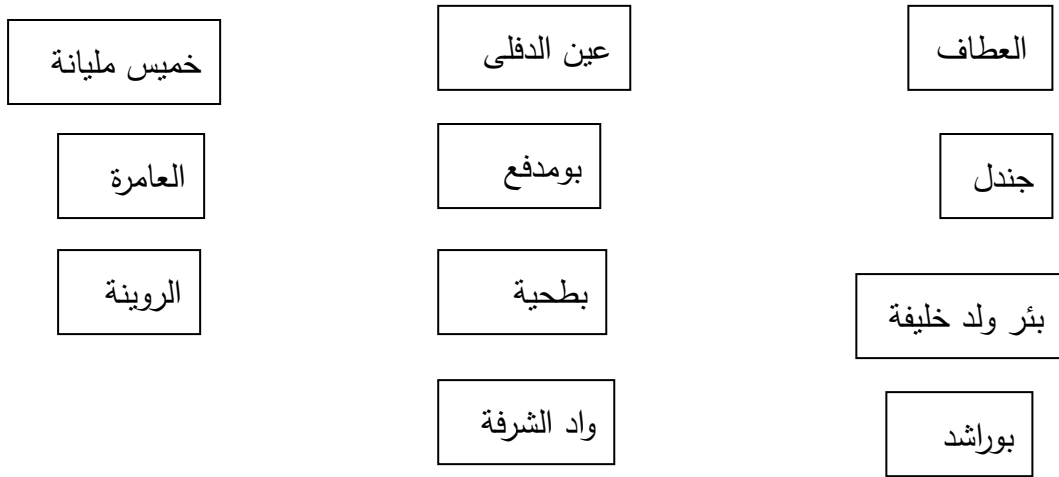 العطاف
عين الدفلى
خميس مليانة
جندل
بومدفع
العامرة
بئر ولد خليفة
بطحية
الروينة
بوراشد
واد الشرفة